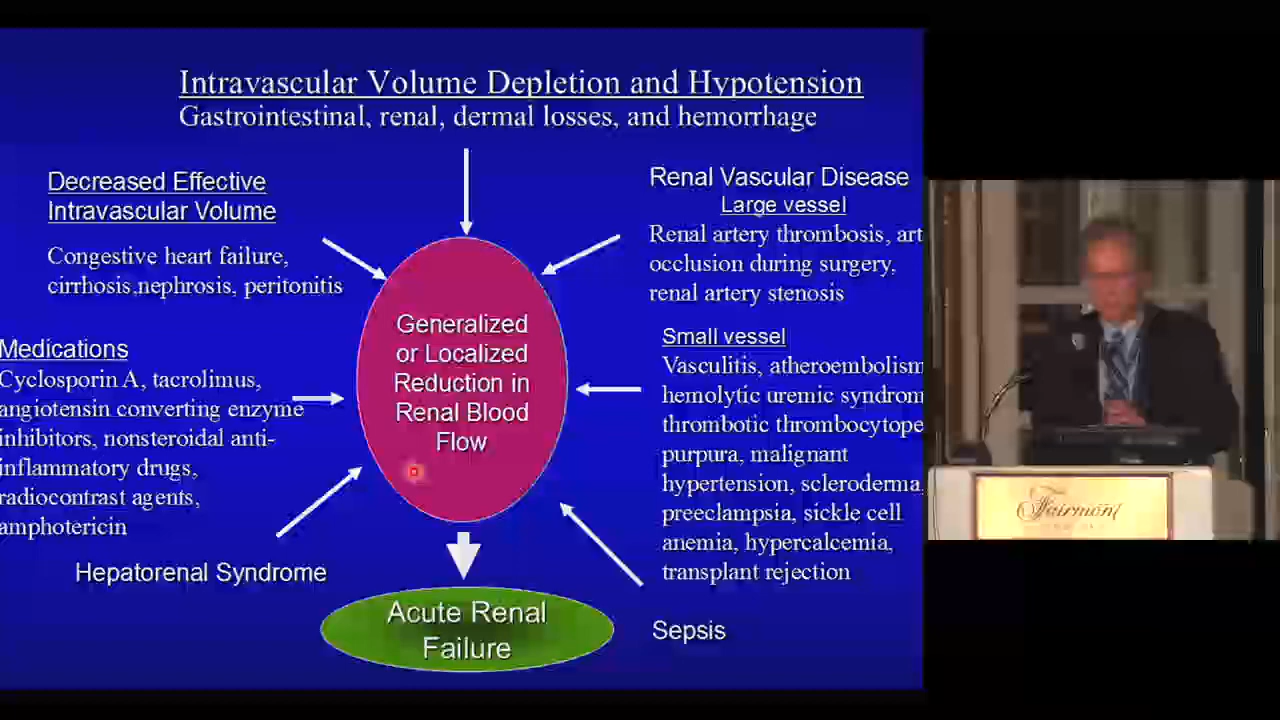 Intravascular Volume Depletion and Hypotension
Gastrointestinal, renal, dermal losses, and hemorrhage
Decreased Effective
Intravascular Volume
Congestive heart failure,
cirrhosis,nephrosis, peritonitis
Medications
Cyclosporin A, tacrolimus,
angiotensin converting enzyme
inhibitors, nonsteroidal anti-
inflammatory drugs,
radiocontrast agents,
amphotericin
Hepatorenal Syndrome
Generalized
or Localized
Reduction in
Renal Blood
Flow
Acute Renal
Failure
Renal Vascular Disease
Large vessel
Renal artery thrombosis, art
occlusion during surgery,
renal artery stenosis
Small vessel
Vasculitis, atheroembolism
hemolytic uremic syndrom
thrombotic thrombocytope
purpura, malignant
hypertension, scleroderma,
preeclampsia, sickle cell
anemia, hypercalcemia,
transplant rejection
Sepsis
The
Fairmont